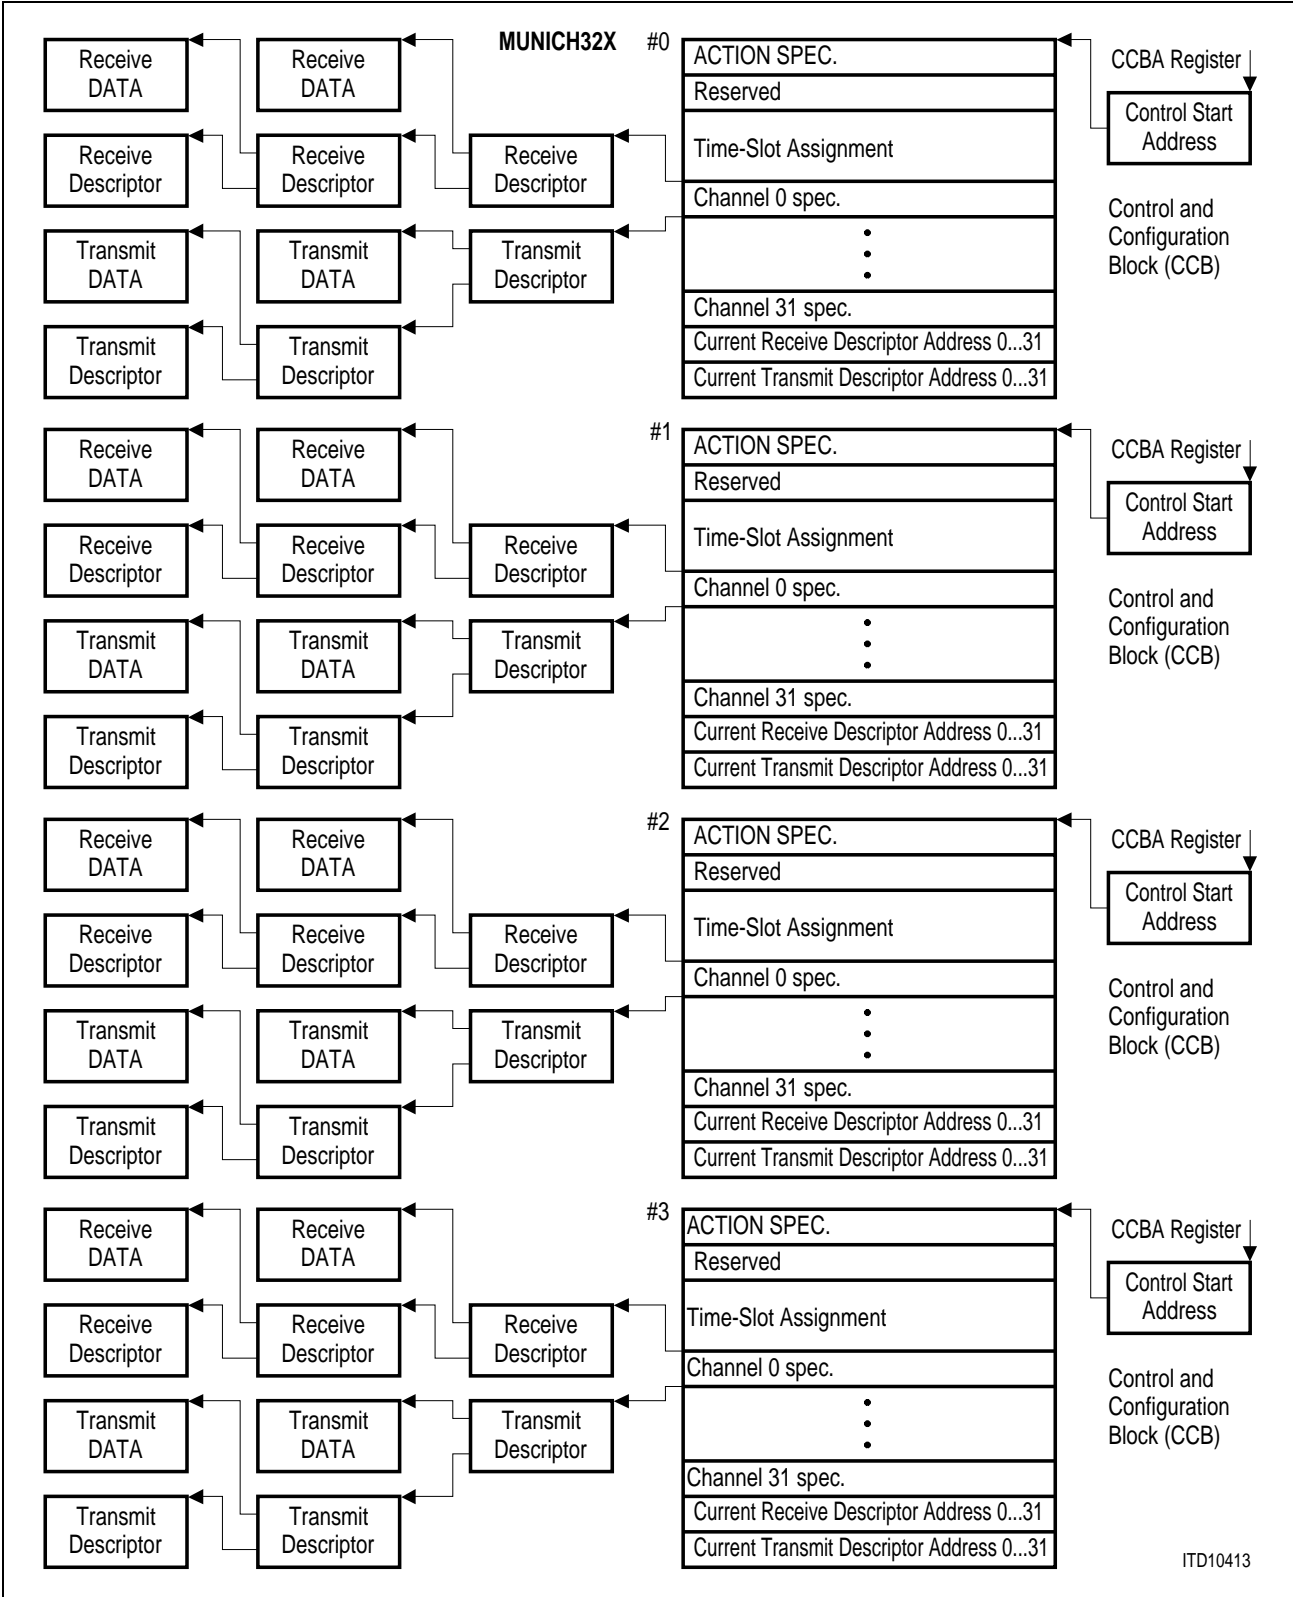 MUNICH32X
#0
Receive
DATA
Receive
DATA
Receive
Descriptor
Receive
Descriptor
Receive
Descriptor
Transmit
DATA
Transmit
DATA
Transmit
Descriptor
Transmit
Descriptor
Transmit
Descriptor
ACTION SPEC.
Reserved
Time-Slot Assignment
Channel 0 spec.
Channel 31 spec.
Current Receive Descriptor Address 0...31
Current Transmit Descriptor Address 0...31
CCBA Register
Control Start
Address
Control and
Configuration
Block (CCB)
#1
Receive
DATA
Receive
DATA
Receive
Descriptor
Receive
Descriptor
Receive
Descriptor
Transmit
DATA
Transmit
DATA
Transmit
Descriptor
Transmit
Descriptor
Transmit
Descriptor
ACTION SPEC.
Reserved
Time-Slot Assignment
Channel 0 spec.
Channel 31 spec.
Current Receive Descriptor Address 0...31
Current Transmit Descriptor Address 0...31
CCBA Register
Control Start
Address
Control and
Configuration
Block (CCB)
#2
Receive
DATA
Receive
DATA
Receive
Descriptor
Receive
Descriptor
Receive
Descriptor
Transmit
DATA
Transmit
DATA
Transmit
Descriptor
Transmit
Descriptor
Transmit
Descriptor
ACTION SPEC.
Reserved
Time-Slot Assignment
Channel 0 spec.
Channel 31 spec.
Current Receive Descriptor Address 0...31
Current Transmit Descriptor Address 0...31
CCBA Register
Control Start
Address
Control and
Configuration
Block (CCB)
#3
Receive
DATA
Receive
DATA
Receive
Descriptor
Receive
Descriptor
Receive
Descriptor
Transmit
DATA
Transmit
DATA
Transmit
Descriptor
Transmit
Descriptor
Transmit
Descriptor
ACTION SPEC.
Reserved
Time-Slot Assignment
Channel 0 spec.
Channel 31 spec.
Current Receive Descriptor Address 0...31
Current Transmit Descriptor Address 0...31
CCBA Register
Control Start
Address
Control and
Configuration
Block (CCB)
ITD10413